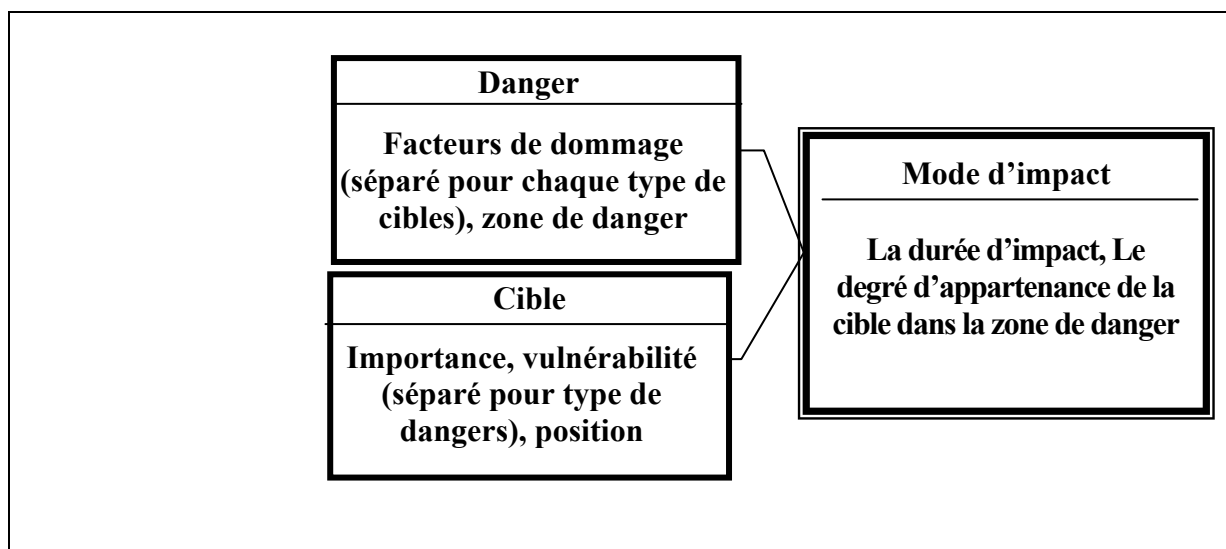 Danger
Facteurs de dommage
(séparé pour chaque type de
cibles), zone de danger
Cible
Importance, vulnérabilité
(séparé pour type de
dangers), position
Mode d’impact
La durée d’impact, Le
degré d’appartenance de la
cible dans la zone de danger